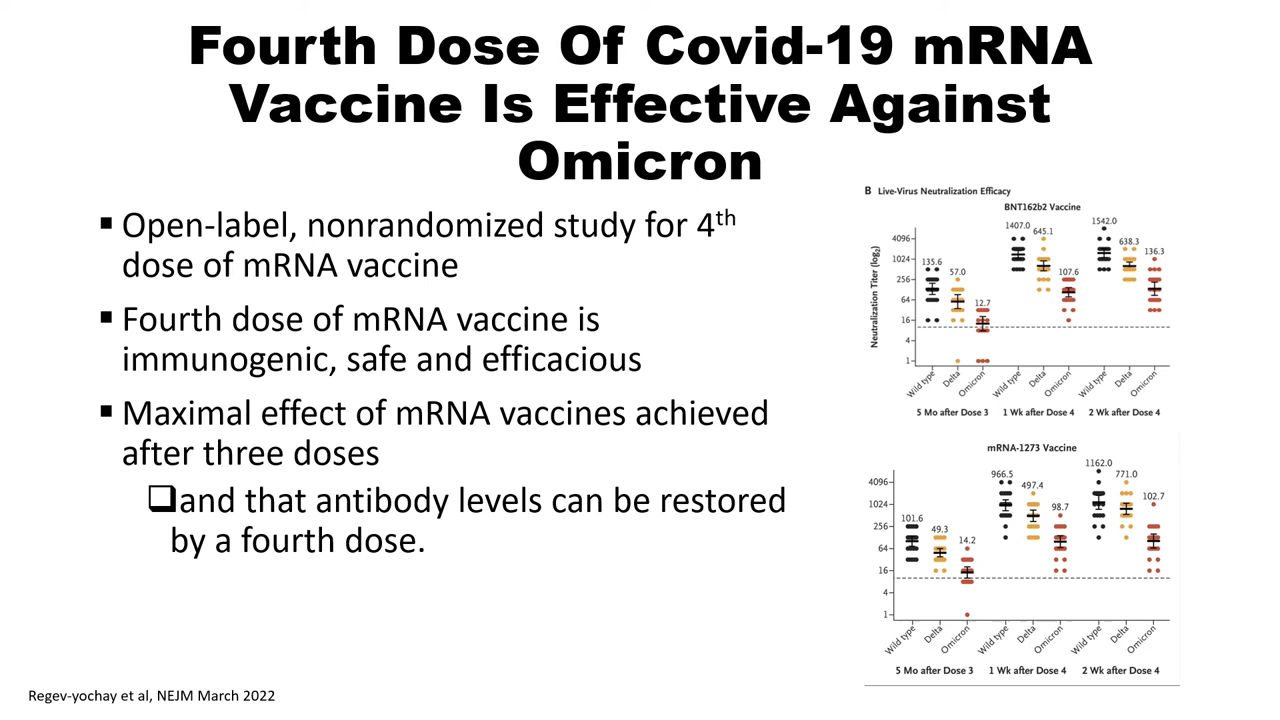 Fourth Dose Of Covid-19 mRNA
Vaccine Is Effective Against
Omicron
▪ Open-label, nonrandomized study for 4th
dose of mRNA vaccine
▪ Fourth dose of mRNA vaccine is
immunogenic, safe and efficacious
▪ Maximal effect of mRNA vaccines achieved
after three doses
❑and that antibody levels can be restored
by a fourth dose.
B Live-Virus Neutralization Efficacy
BNT162b2 Vaccine
Neutralization Titer (log2)
4096
1024
256
64
16
4
1
135.6
57.0
12.7
1407.0
645.1
107.6
1542.0
638.3
136.3
Wild type
Delta
Omicron
Wild type
Delta
Omicron
Wild type
Delta
Omicron
5 Mo after Dose 3
1 Wk after Dose 4
2 Wk after Dose 4
mRNA-1273 Vaccine
4096
1024
256
64
16
4
1
101.6
49.3
14.2
966.5
497.4
98.7
1162.0
771.0
102.7
Wild type
Delta
Omicron
Wild type
Delta
Omicron
Wild type
Delta
Omicron
5 Mo after Dose 3
1 Wk after Dose 4
2 Wk after Dose 4
Regev-yochay et al, NEJM March 2022